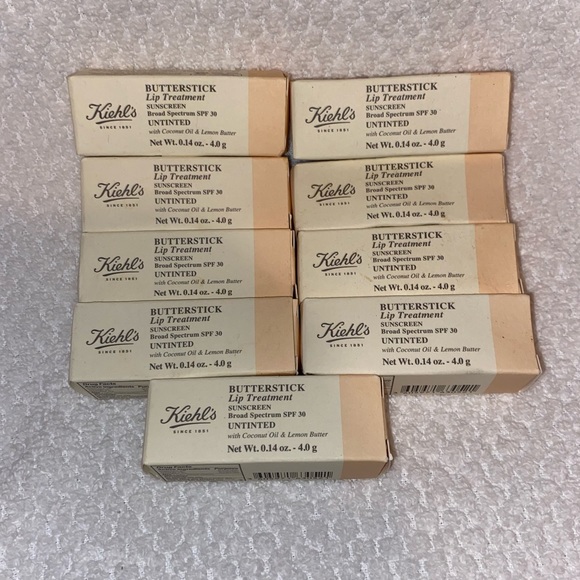 Kiehl's
SINCE 1851
BUTTERSTICK
Lip Treatment
SUNSCREEN
Broad Spectrum SPF 30
UNTINTED
with Coconut Oil & Lemon Butter
Net Wt. 0.14 oz. - 4.0 g
Kiehl's
SINCE 1851
BUTTERSTICK
Lip Treatment
SUNSCREEN
Broad Spectrum SPF 30
UNTINTED
with Coconut Oil & Lemon Butter
Net Wt. 0.14 oz. - 4.0 g
Kiehl's
SINCE 1851
BUTTERSTICK
Lip Treatment
SUNSCREEN
Broad Spectrum SPF 30
UNTINTED
with Coconut Oil & Lemon Butter
Net Wt. 0.14 oz. - 4.0 g
Kiehl's
SINCE 1851
BUTTERSTICK
Lip Treatment
SUNSCREEN
Broad Spectrum SPF 30
UNTINTED
with Coconut Oil & Lemon Butter
Net Wt. 0.14 oz. - 4.0 g
Kiehl's
SINCE 1851
BUTTERSTICK
Lip Treatment
SUNSCREEN
Broad Spectrum SPF 30
UNTINTED
with Coconut Oil & Lemon Butter
Net Wt. 0.14 oz. - 4.0 g
Kiehl's
SINCE 1851
BUTTERSTICK
Lip Treatment
SUNSCREEN
Broad Spectrum SPF 30
UNTINTED
with Coconut Oil & Lemon Butter
Net Wt. 0.14 oz. - 4.0 g
Kiehl's
SINCE 1851
BUTTERSTICK
Lip Treatment
SUNSCREEN
Broad Spectrum SPF 30
UNTINTED
with Coconut Oil & Lemon Butter
Net Wt. 0.14 oz. - 4.0 g
Drug Facts
Kiehl's
SINCE 1851
BUTTERSTICK
Lip Treatment
SUNSCREEN
Broad Spectrum SPF 30
UNTINTED
with Coconut Oil & Lemon Butter
Net Wt. 0.14 oz. - 4.0 g
Kiehl's
SINCE 1851
BUTTERSTICK
Lip Treatment
SUNSCREEN
Broad Spectrum SPF 30
UNTINTED
with Coconut Oil & Lemon Butter
Net Wt. 0.14 oz. - 4.0 g
Drug Facts